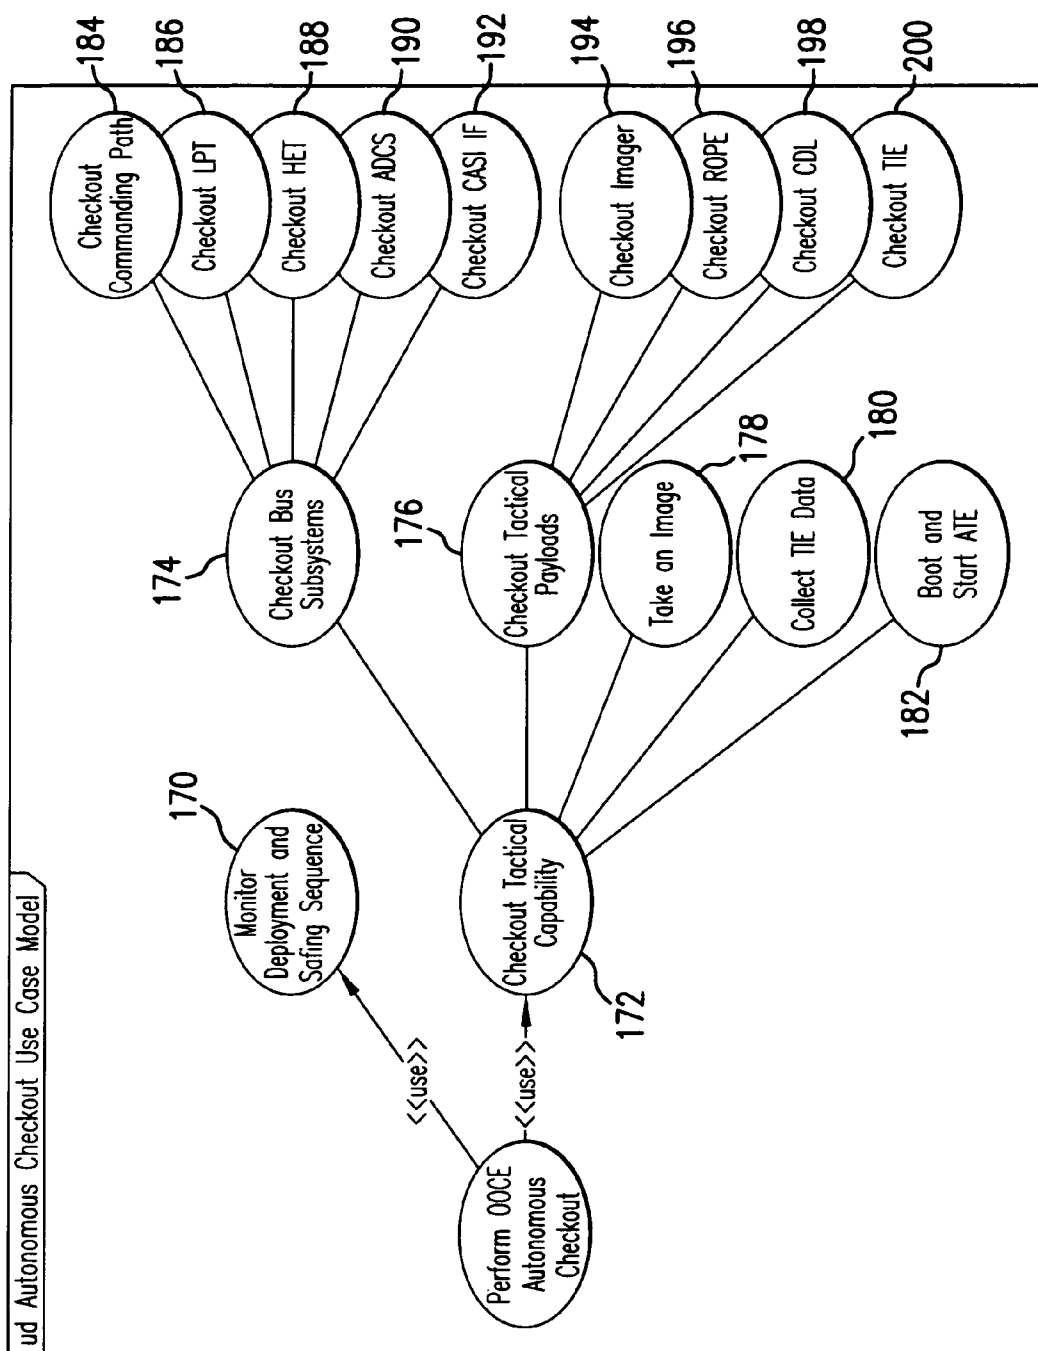 ud Autonomous Checkout Use Case Model
Perform OOCE
Autonomous
Checkout
<<use>>
<<use>>
170
Monitor
Deployment and
Safing Sequence
172
Checkout Tactical
Capability
174
Checkout Bus
Subsystems
176
Checkout Tactical
Payloads
178
Take an Image
180
Collect TIE Data
182
Boot and
Start ATE
184
Checkout
Commanding Path
186
Checkout LPT
188
Checkout HET
190
Checkout ADCS
192
Checkout CASI IF
194
Checkout Imager
196
Checkout ROPE
198
Checkout CDL
200
Checkout TIE